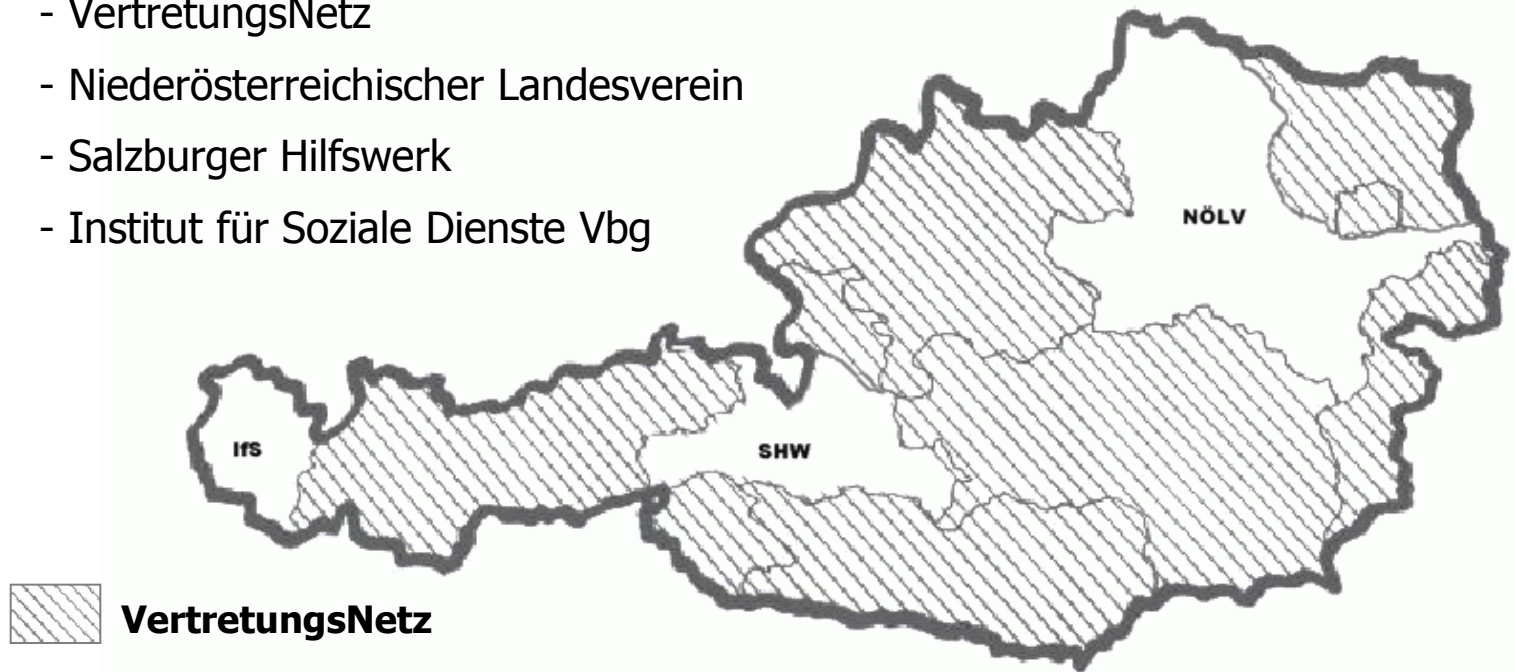 - VertretungsNetz
- Niederösterreichischer Landesverein
- Salzburger Hilfswerk
- Institut für Soziale Dienste Vbg
NÖLV
IfS
SHW
VertretungsNetz